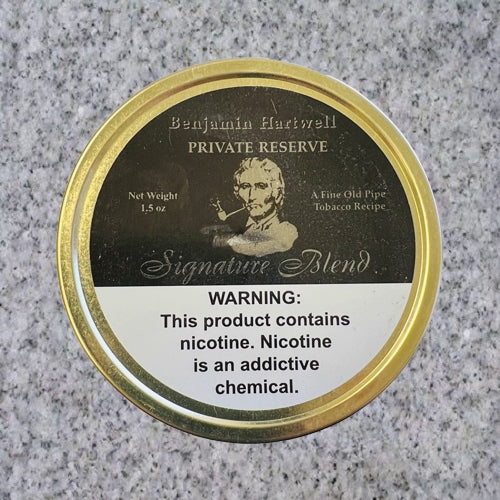 Benjamin Hartwell
PRIVATE RESERVE
Net Weight
1.5 oz
A Fine Old Pipe
Tobacco Recipe
Signature Blend
WARNING:
This product contains
nicotine. Nicotine
is an addictive
chemical.